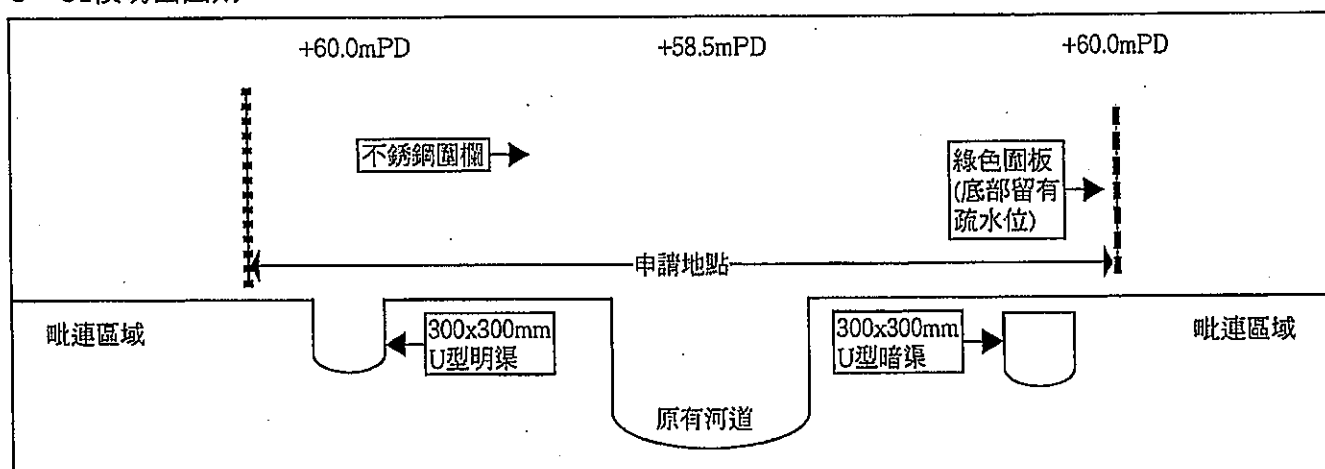 +60.0mPD +58.5mPD +60.0mPD
不銹鋼圍欄
綠色圍板
(底部留有
疏水位)
申請地點
毗連區域
300x300mm
U型明渠
300x300mm
U型暗渠
毗連區域
原有河道